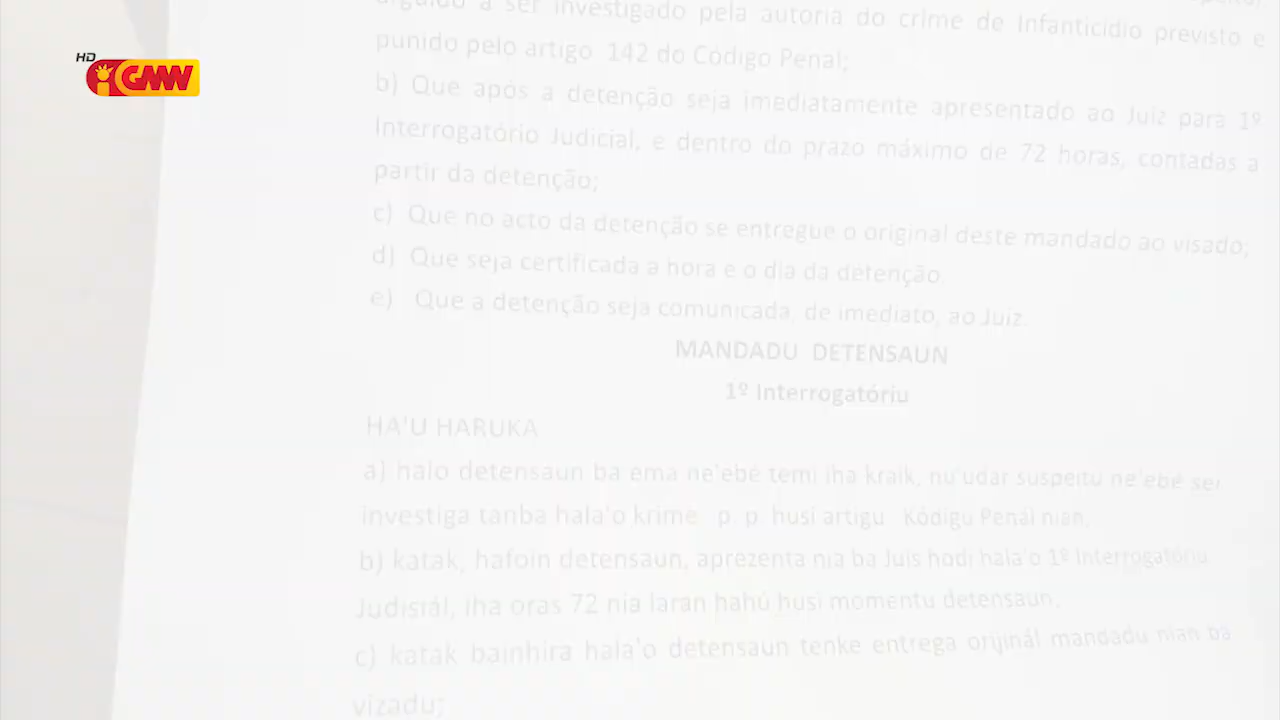 HD
GMN
arguido a ser investigado pela autoria do crime de Infanticídio previsto e
punido pelo artigo 142 do Código Penal;
b) Que após a detenção seja imediatamente apresentado ao Juiz para 1º
Interrogatório Judicial, e dentro do prazo máximo de 72 horas, contadas a
partir da detenção;
c) Que no acto da detenção se entregue o original deste mandado ao visado;
d) Que seja certificada a hora e o dia da detenção.
e) Que a detenção seja comunicada, de imediato, ao Juiz.
MANDADU DETENSAUN
1º Interrogatóriu
HA'U HARUKA
a) halo detensaun ba ema ne'ebé temi iha kraik, nu'udar suspeitu ne'ebé sei
investiga tanba hala'o krime p. p. husi artigu Kódigu Penál nian,
b) katak, hafoin detensaun, aprezenta nia ba Juis hodi hala'o 1º Interrogatóriu
Judisiál, iha oras 72 nia laran hahú husi momentu detensaun,
c) katak bainhira hala'o detensaun tenke entrega orijinál mandadu nian ba
vizadu;